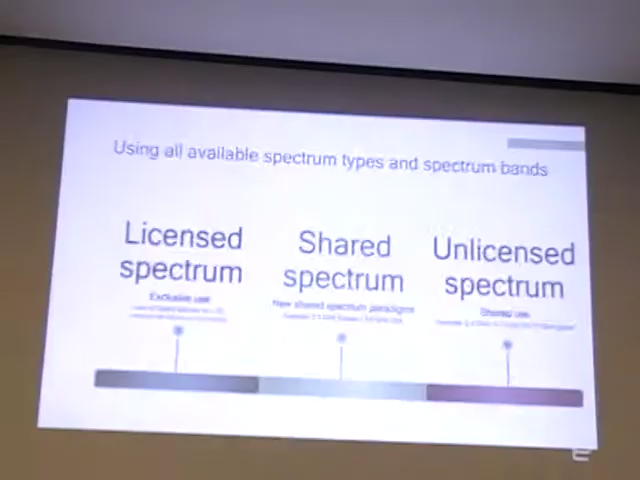 Using all available spectrum types and spectrum bands
Licensed
spectrum
Exclusive use
Shared
spectrum
New shared spectrum paradigms
Unlicensed
spectrum
Shared use